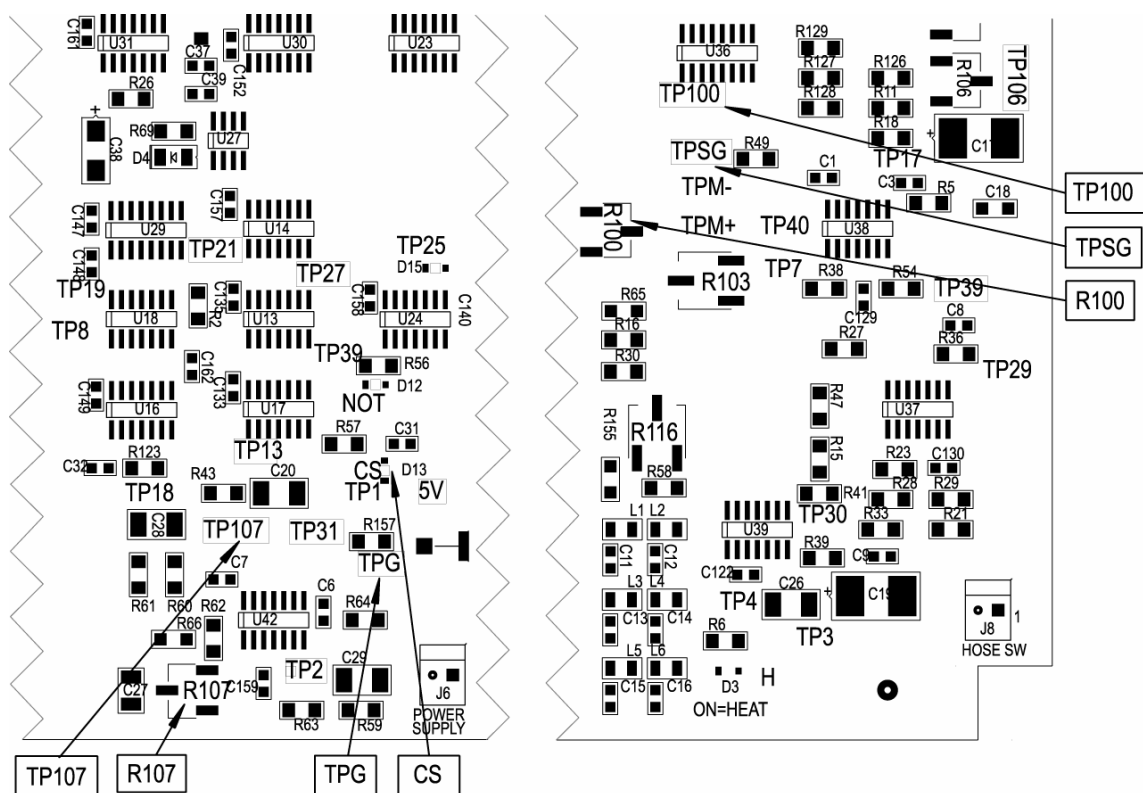 C161
U31
C37
U30
C152
U23
C39
R26
+
C38
R69
D4
U27
C147
U29
C157
U14
TP21
TP25
D15
C148
TP19
TP27
C135
C158
C140
R2
U18
U13
U24
TP8
TP39
R56
C162
C133
D12
C149
U16
U17
NOT
R57
C31
TP13
R123
C32
CS
D13
R43
C20
TP1
5V
TP18
C28
TP107
TP31
R157
TPG
C7
R61
R60
R62
C6
U42
R64
R66
TP2
C29
C27
R107
C159
J6
R63
R59
POWER
SUPPLY
TP107
R107
TPG
CS
U36
R129
R127
R126
R106
TP106
TP100
R128
R11
R18
+
TPSG
R49
TP17
C17
C1
C3
TPM-
R5
C18
TP100
R100
TPM+
TP40
U38
TPSG
TP7
R103
R38
R54
TP39
R100
R65
C129
C8
R16
R27
R36
R30
TP29
R47
U37
R155
R116
R15
R23
C130
R58
R41
R28
R29
TP30
L1
L2
U39
R33
R21
C11
C12
R39
C9
C122
L3
L4
C26
+
C19
TP4
C13
C14
R6
TP3
J8
1
HOSE SW
L5
L6
D3
H
C15
C16
ON=HEAT